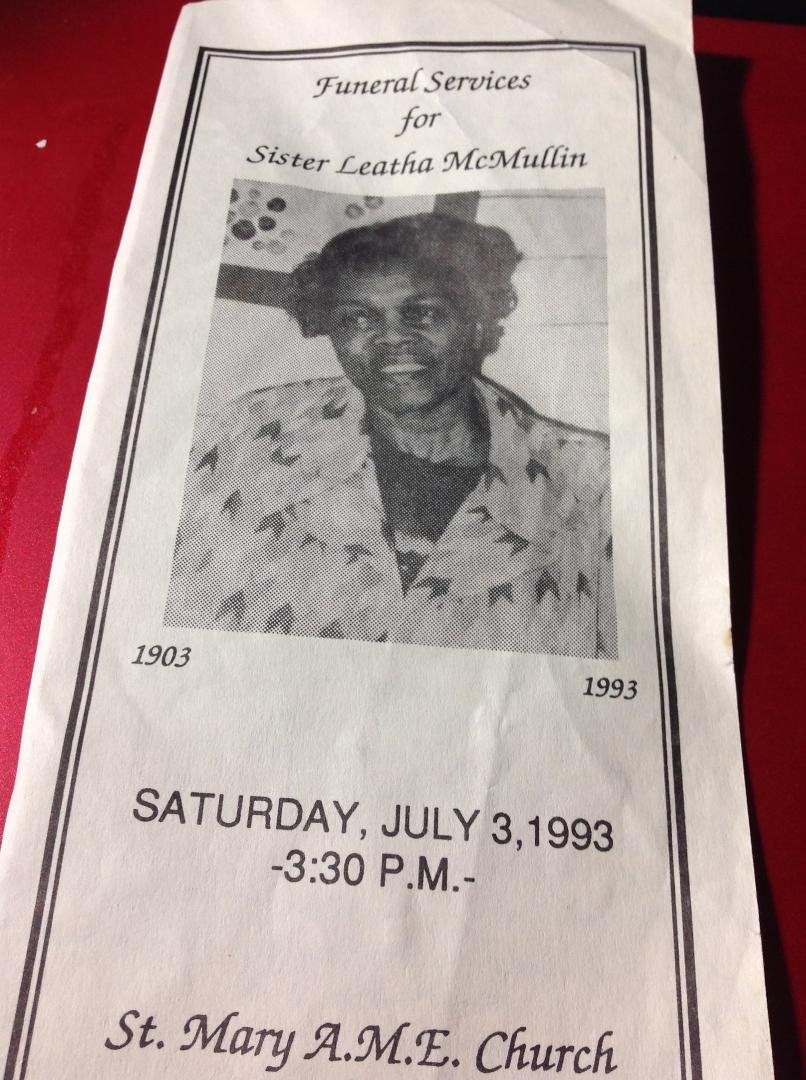 Funeral Services
for
Sister Leatha McMullin
1903
1993
SATURDAY, JULY 3,1993
-3:30 P.M.-
St. Mary A.M.E. Church